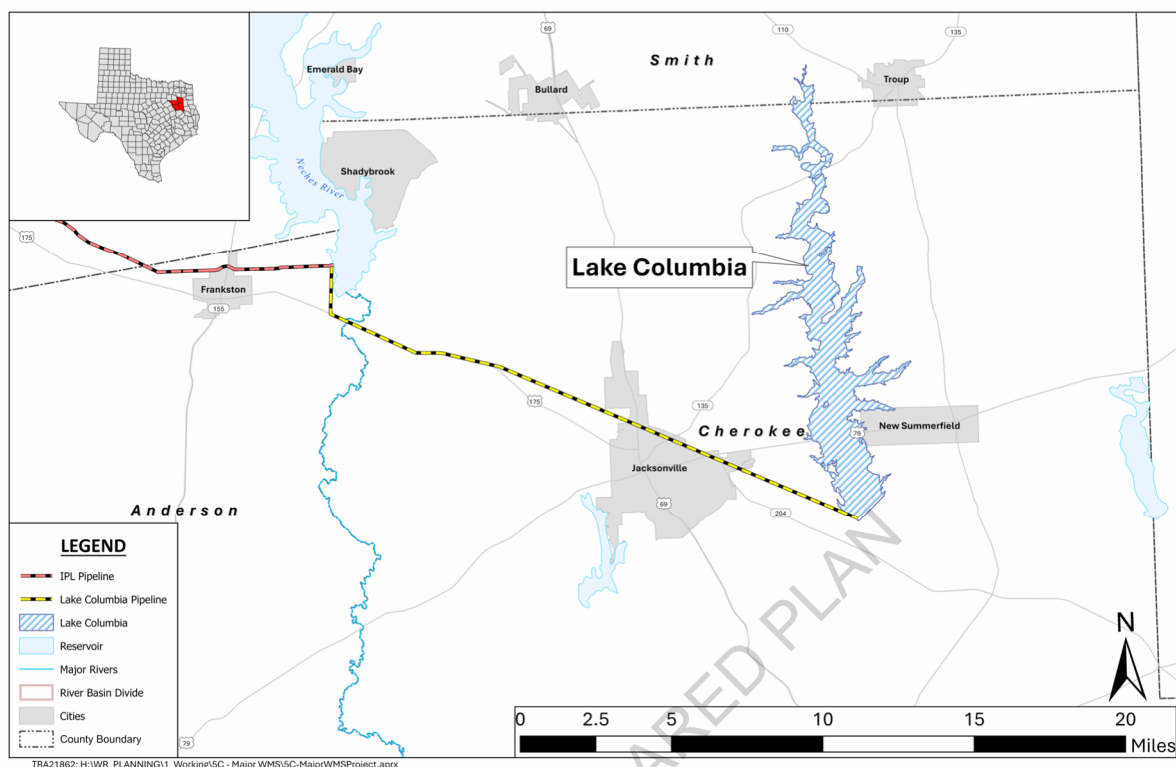 69
110
135
Smith
Emerald Bay
Bullard
Troup
Shadybrook
Neches River
175
Lake Columbia
Frankston
155
175
135
Cherokee
79
New Summerfield
Jacksonville
69
204
Anderson
LEGEND
IPL Pipeline
Lake Columbia Pipeline
Lake Columbia
Reservoir
Major Rivers
River Basin Divide
Cities
County Boundary
79
ARED PLAN
N
0 2.5 5 10 15 20
Miles
TRA21862: H:\WR_PLANNING\1_Working\5C - Major WMS\5C-MajorWMSProject.aprx